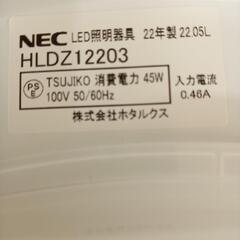 NEC LED照明器具 22年製 22.05L
HLDZ12203
PSE TSUJIKO 消費電力 45W 入力電流
100V 50/60Hz 0.46A
株式会社ホタルクス